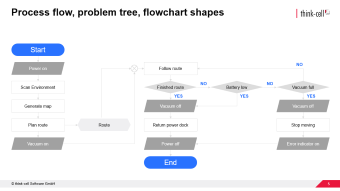 Process flow, problem tree, flowchart shapes
think-cell
Start
Power on
Scan Environment
Generate map
Plan route
Vacuum on
Route
Follow route
Finished route
NO
Battery low
NO
Vacuum full
NO
YES
YES
YES
Vacuum off
Vacuum off
Return power dock
Stop moving
Power off
Error indicator on
End
© think-cell Software GmbH